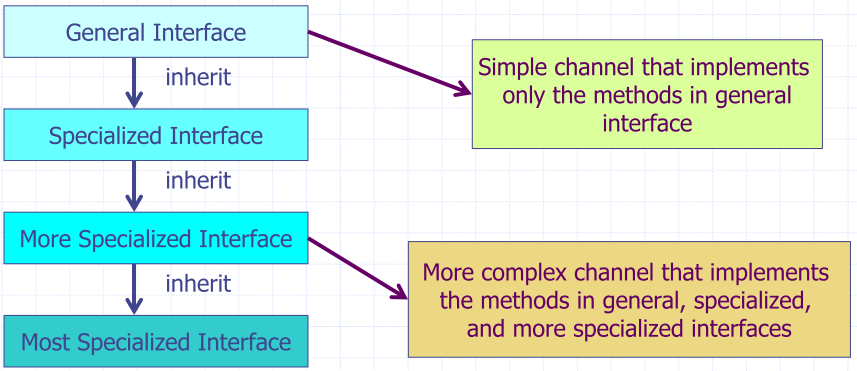 General Interface
inherit
Simple channel that implements
only the methods in general
interface
Specialized Interface
inherit
More Specialized Interface
inherit
More complex channel that implements
the methods in general, specialized,
and more specialized interfaces
Most Specialized Interface